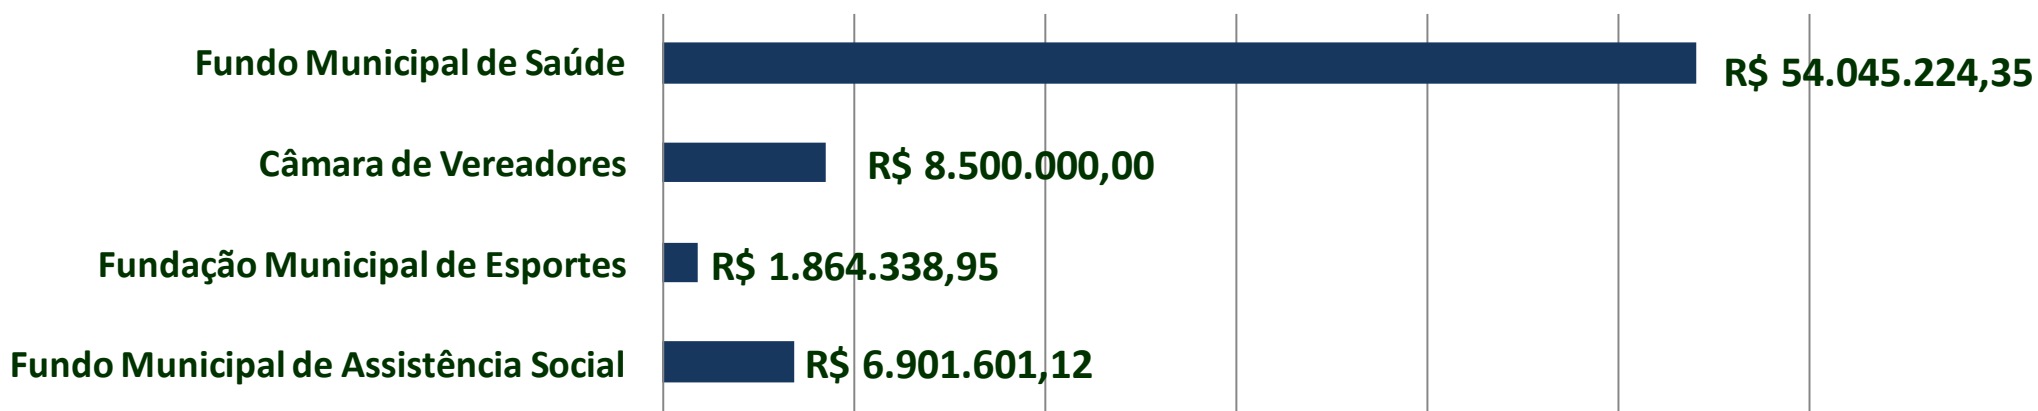 Fundo Municipal de Saúde R$ 54.045.224,35
Câmara de Vereadores R$ 8.500.000,00
Fundação Municipal de Esportes R$ 1.864.338,95
Fundo Municipal de Assistência Social R$ 6.901.601,12